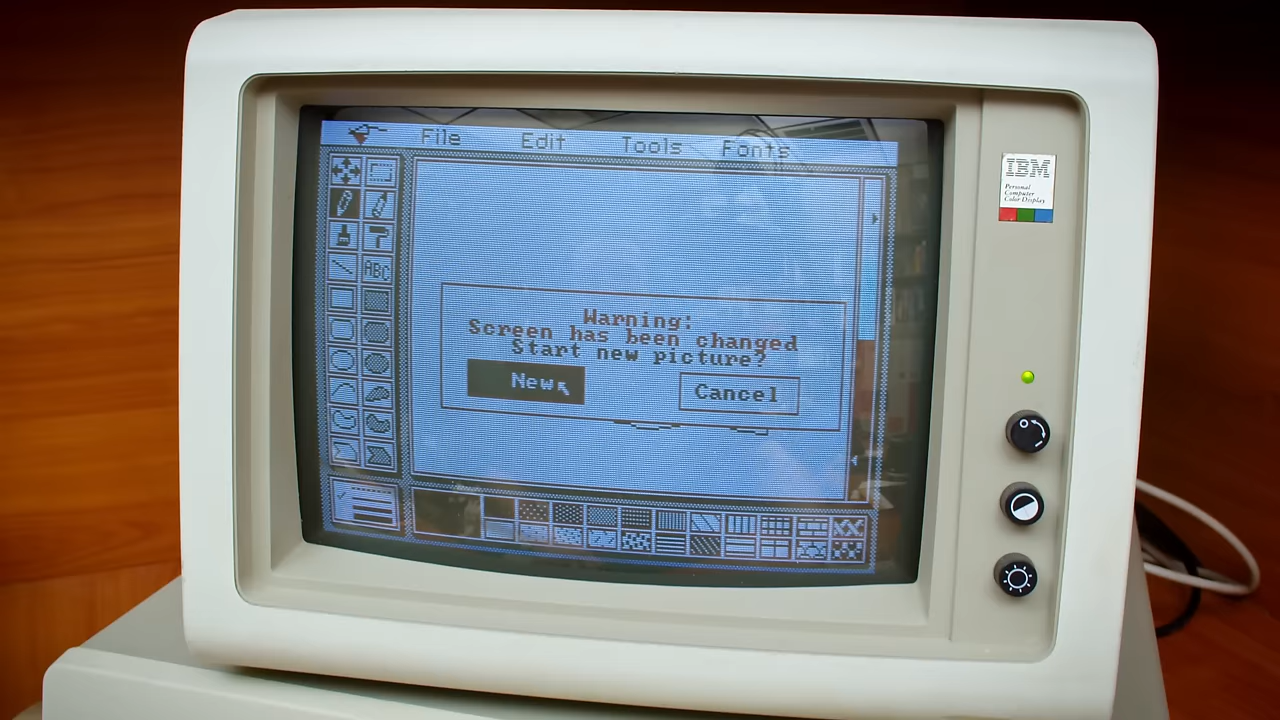 File Edit Tools Fonts
IBM
Personal
Computer
Color Display
ABC
Warning:
Screen has been changed
Start new picture?
New Cancel